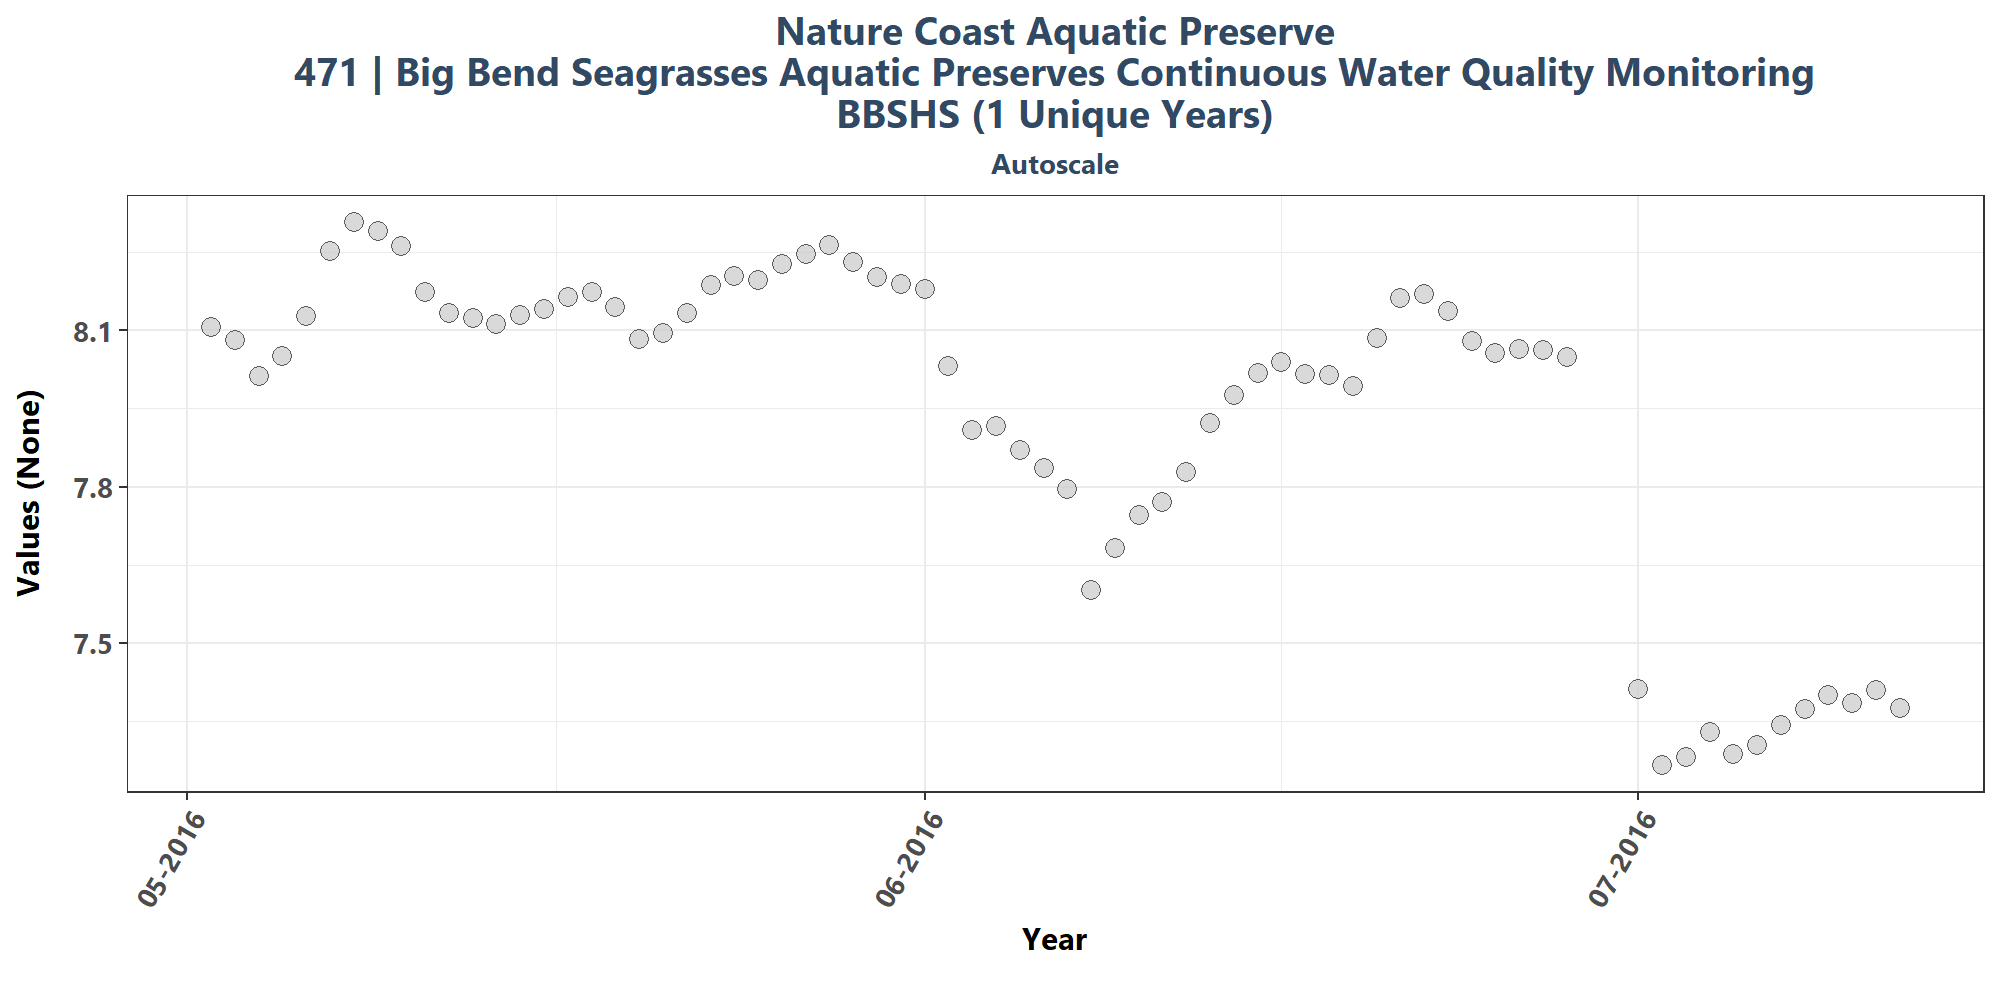 Nature Coast Aquatic Preserve
471 | Big Bend Seagrasses Aquatic Preserves Continuous Water Quality Monitoring
BBSHS (1 Unique Years)
Autoscale
Values (None)
8.1
7.8
7.5
05-2016
06-2016
07-2016
Year